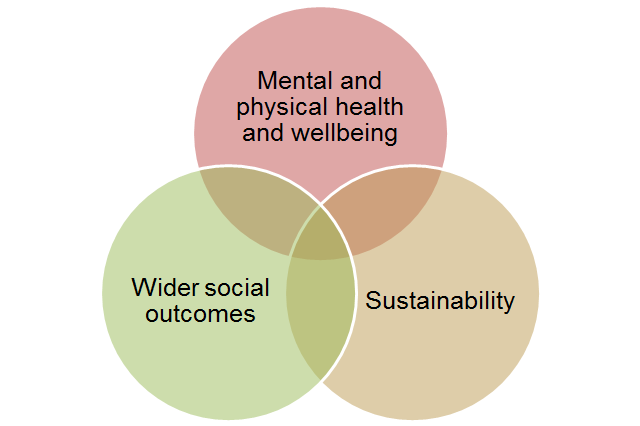 Mental and
physical health
and wellbeing
Wider social
outcomes
Sustainability